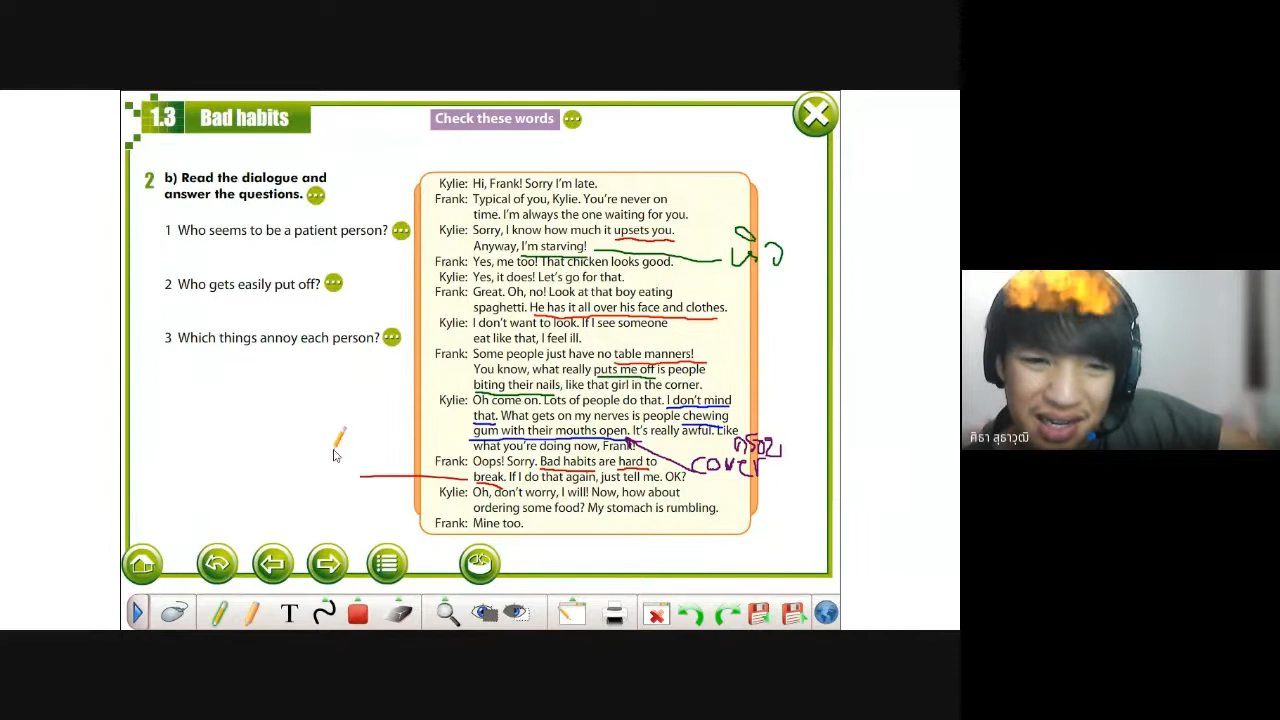 1.3 Bad habits
Check these words
2 b) Read the dialogue and
answer the questions.
1 Who seems to be a patient person?
2 Who gets easily put off?
3 Which things annoy each person?
Kylie: Hi, Frank! Sorry I'm late.
Frank: Typical of you, Kylie. You're never on
time. I'm always the one waiting for you.
Kylie: Sorry, I know how much it upsets you.
Anyway, I'm starving!
หิว
Frank: Yes, me too! That chicken looks good.
Kylie: Yes, it does! Let's go for that.
Frank: Great. Oh, no! Look at that boy eating
spaghetti. He has it all over his face and clothes.
Kylie: I don't want to look. If I see someone
eat like that, I feel ill.
Frank: Some people just have no table manners!
You know, what really puts me off is people
biting their nails, like that girl in the corner.
Kylie: Oh come on. Lots of people do that. I don't mind
that. What gets on my nerves is people chewing
gum with their mouths open. It's really awful. Like
what you're doing now, Frank!
cover
Frank: Oops! Sorry. Bad habits are hard to
break. If I do that again, just tell me. OK?
Kylie: Oh, don't worry, I will! Now, how about
ordering some food? My stomach is rumbling.
Frank: Mine too.
T
ศิธา สุธาวุฒิ